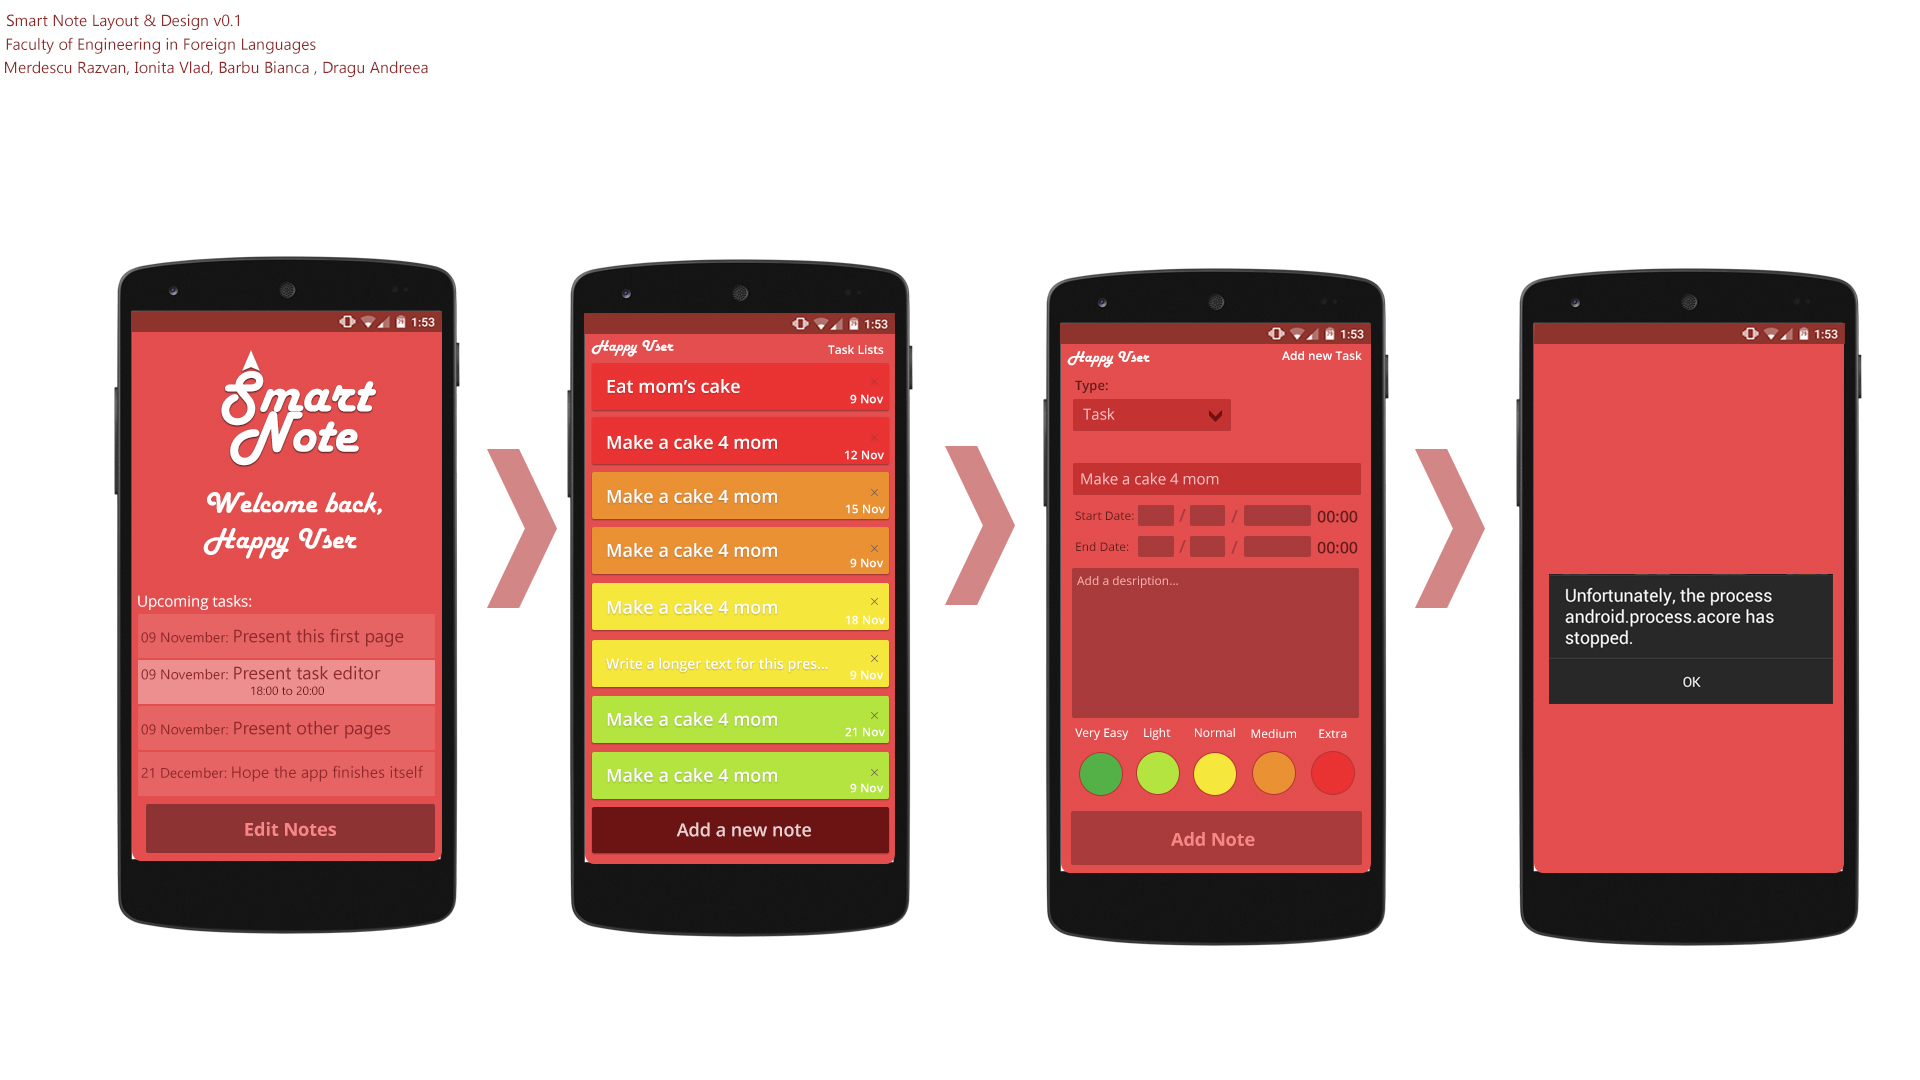 Smart Note Layout & Design v0.1
Faculty of Engineering in Foreign Languages
Merdescu Razvan, Ionita Vlad, Barbu Bianca , Dragu Andreea
1:53
Smart
Note
Welcome back,
Happy User
Upcoming tasks:
09 November: Present this first page
09 November: Present task editor
18:00 to 20:00
09 November: Present other pages
21 December: Hope the app finishes itself
Edit Notes
1:53
Happy User
Task Lists
Eat mom's cake
9 Nov
Make a cake 4 mom
12 Nov
Make a cake 4 mom
15 Nov
Make a cake 4 mom
9 Nov
Make a cake 4 mom
18 Nov
Write a longer text for this pres...
9 Nov
Make a cake 4 mom
21 Nov
Make a cake 4 mom
9 Nov
Add a new note
1:53
Happy User
Add new Task
Type:
Task
Make a cake 4 mom
Start Date: / / 00:00
End Date: / / 00:00
Add a desription...
Very Easy Light Normal Medium Extra
Add Note
1:53
Unfortunately, the process
android.process.acore has
stopped.
OK